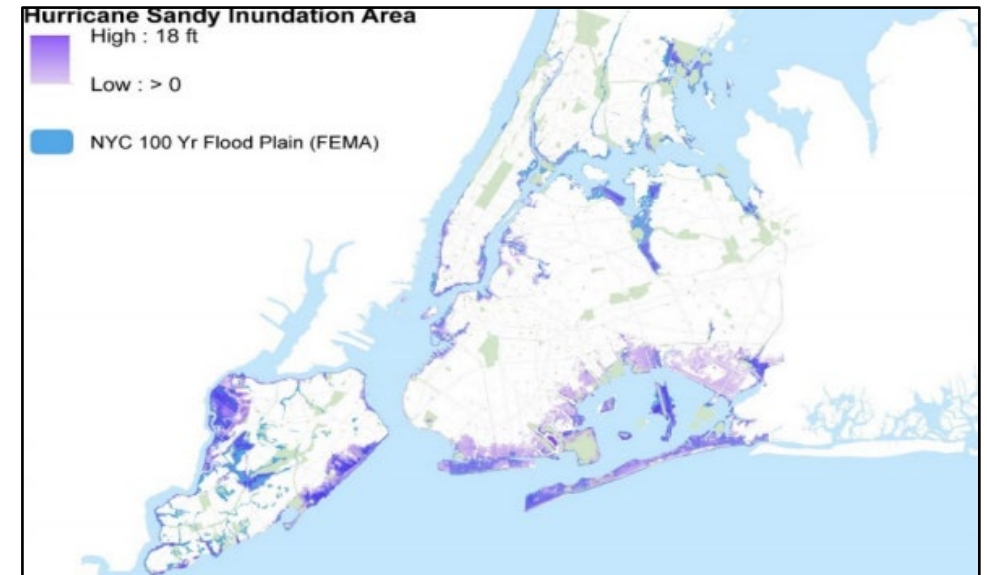 Hurricane Sandy Inundation Area
High : 18 ft
Low : > 0
NYC 100 Yr Flood Plain (FEMA)